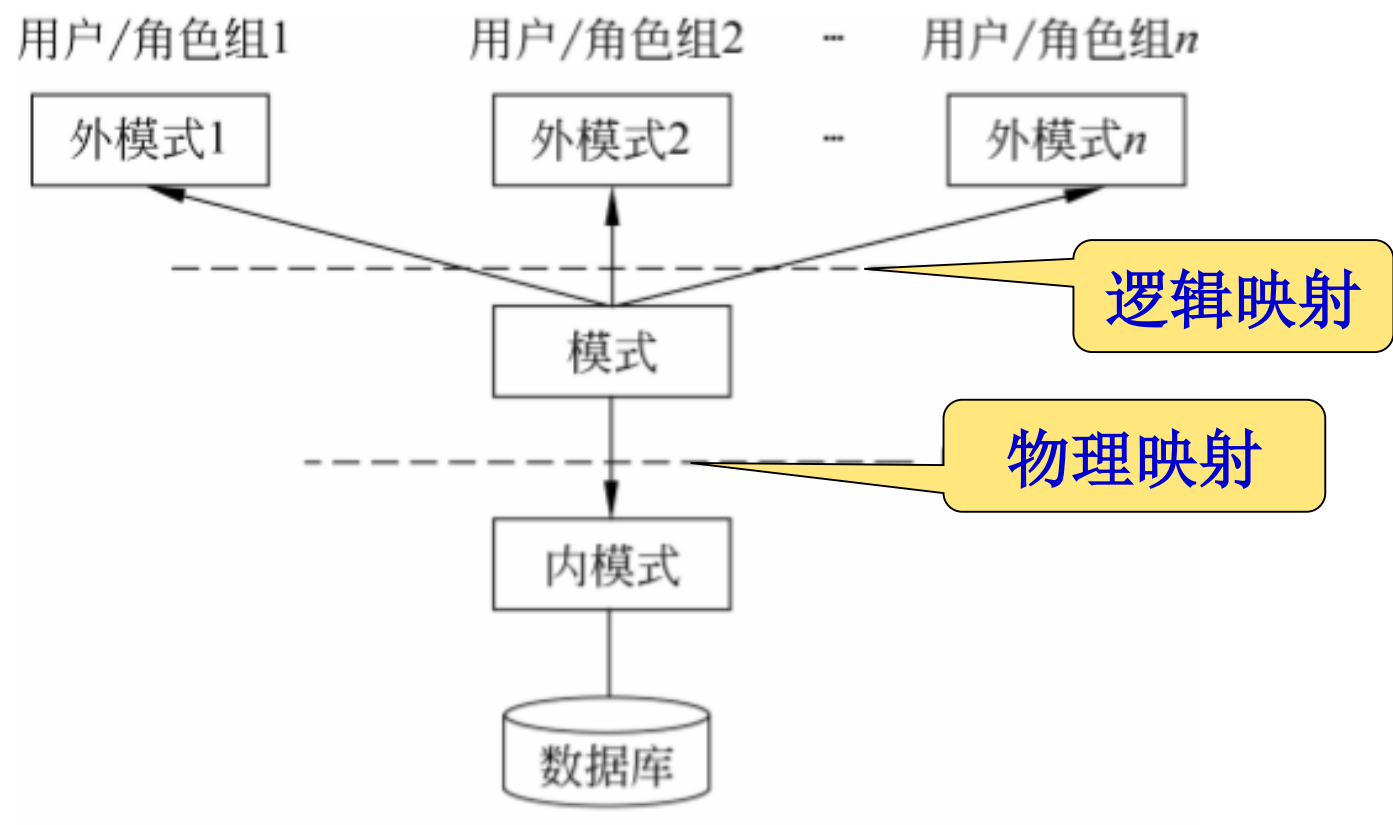 用户/角色组1 用户/角色组2 ··· 用户/角色组n
外模式1 外模式2 ··· 外模式n
逻辑映射
模式
物理映射
内模式
数据库